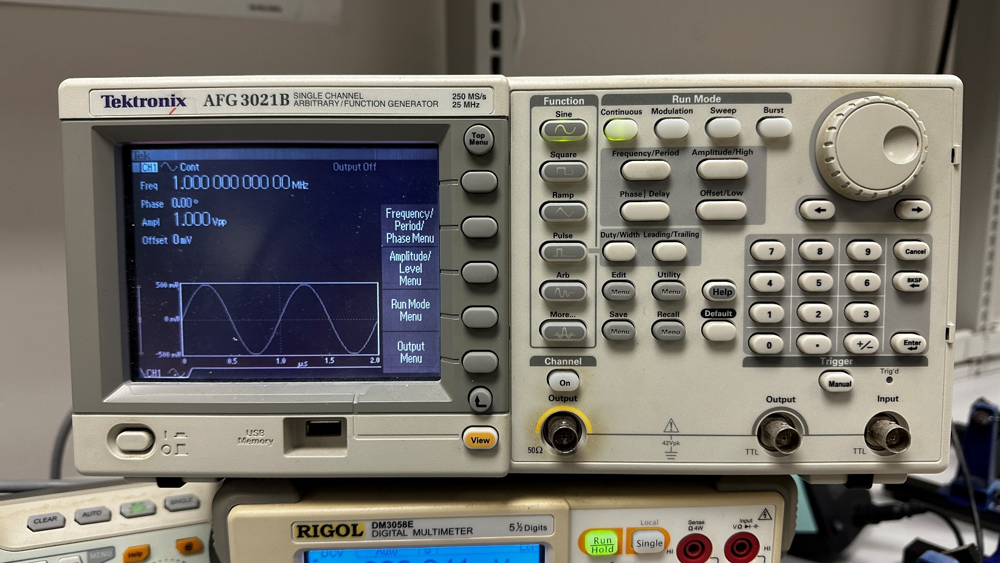 Tektronix AFG 3021B SINGLE CHANNEL ARBITRARY/FUNCTION GENERATOR 250 MS/s 25 MHz
Tek
CH1 Cont Output Off
Freq 1.000 000 000 00 MHz
Phase 0.00 °
Ampl 1.000 Vpp
Offset 0 mV
Frequency/
Period/
Phase Menu
Amplitude/
Level
Menu
Run Mode
Menu
Output
Menu
500 mV
0 mV
-500 mV
0 0.5 1.0 1.5 2.0
µs
CH1
Top
Menu
USB
Memory
View
Function
Sine
Square
Ramp
Pulse
Arb
More...
Run Mode
Continuous Modulation Sweep Burst
Frequency/Period Amplitude/High
Phase | Delay Offset/Low
Duty/Width Leading/Trailing
Edit Utility
Menu Menu Help
Save Recall Default
Menu Menu
7 8 9 Cancel
4 5 6 BKSP
1 2 3
0 . +/− Enter
Channel
On
Output
50Ω
42Vpk
Trigger
Manual
Trig'd
Output Input
TTL TTL
CLEAR AUTO SINGLE
MENU Help
RIGOL DM3058E
DIGITAL MULTIMETER 5½ Digits
DCV Auto
Run
Hold
Local
Single
Sense
Ω 4W
Input
HI HI